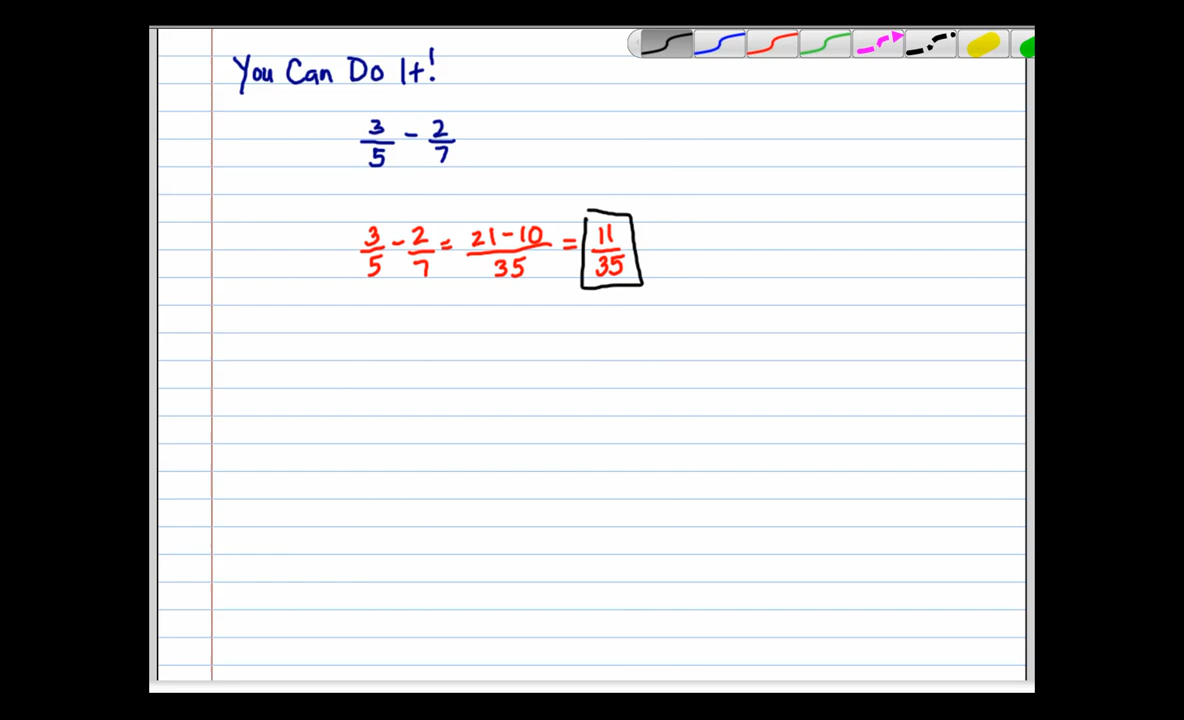 You Can Do It!
3/5 - 2/7
3/5 - 2/7 = 21-10/35 = 11/35